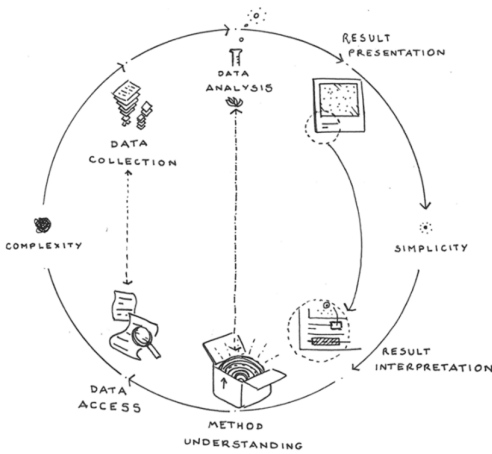 RESULT
PRESENTATION
DATA
ANALYSIS
DATA
COLLECTION
COMPLEXITY
SIMPLICITY
RESULT
INTERPRETATION
DATA
ACCESS
METHOD
UNDERSTANDING